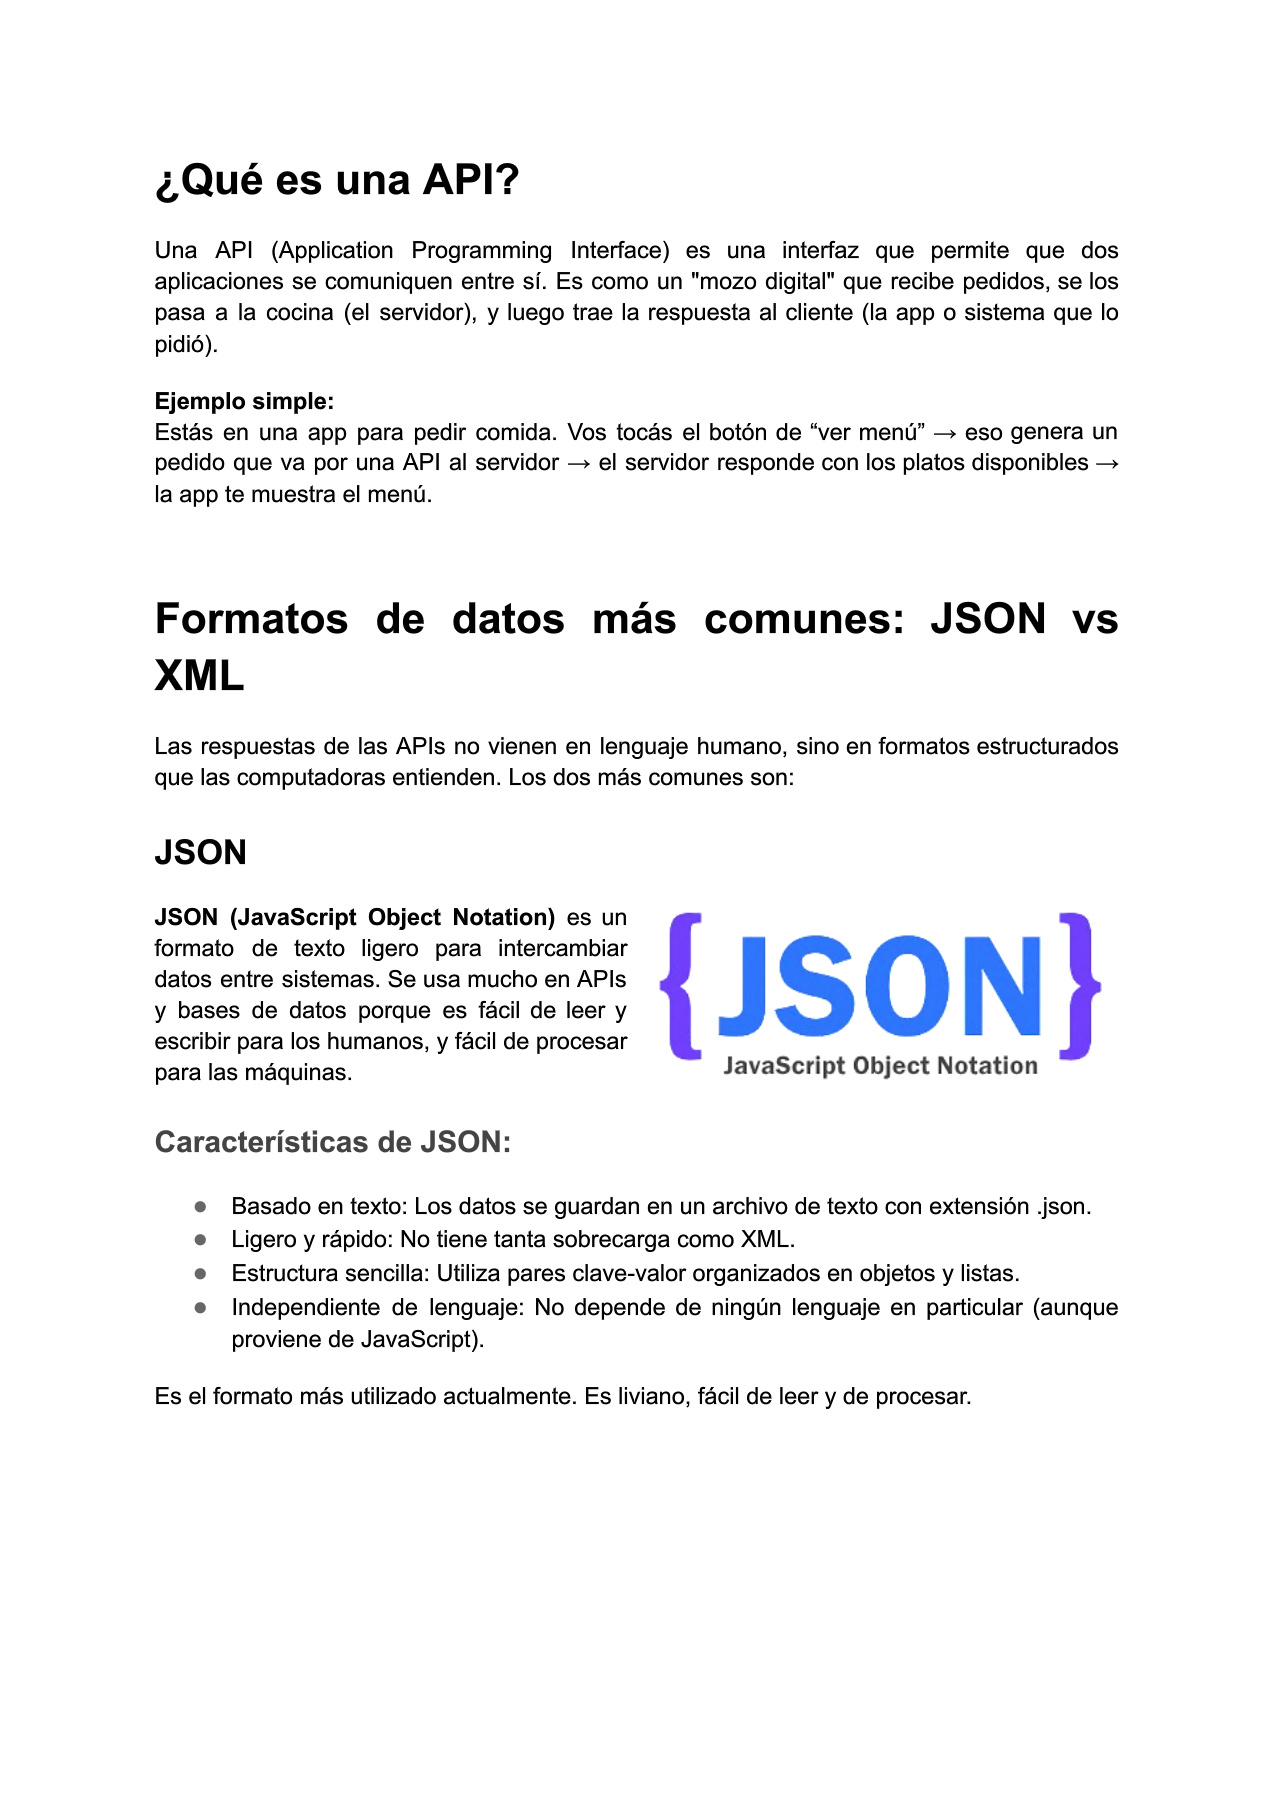 ¿Qué es una API?
Una API (Application Programming Interface) es una interfaz que permite que dos
aplicaciones se comuniquen entre sí. Es como un "mozo digital" que recibe pedidos, se los
pasa a la cocina (el servidor), y luego trae la respuesta al cliente (la app o sistema que lo
pidió).
Ejemplo simple:
Estás en una app para pedir comida. Vos tocás el botón de “ver menú” → eso genera un
pedido que va por una API al servidor → el servidor responde con los platos disponibles →
la app te muestra el menú.
Formatos de datos más comunes: JSON vs
XML
Las respuestas de las APIs no vienen en lenguaje humano, sino en formatos estructurados
que las computadoras entienden. Los dos más comunes son:
JSON
JSON (JavaScript Object Notation) es un
formato de texto ligero para intercambiar
datos entre sistemas. Se usa mucho en APIs
y bases de datos porque es fácil de leer y
escribir para los humanos, y fácil de procesar
para las máquinas.
{JSON}
JavaScript Object Notation
Características de JSON:
● Basado en texto: Los datos se guardan en un archivo de texto con extensión .json.
● Ligero y rápido: No tiene tanta sobrecarga como XML.
● Estructura sencilla: Utiliza pares clave-valor organizados en objetos y listas.
● Independiente de lenguaje: No depende de ningún lenguaje en particular (aunque
proviene de JavaScript).
Es el formato más utilizado actualmente. Es liviano, fácil de leer y de procesar.